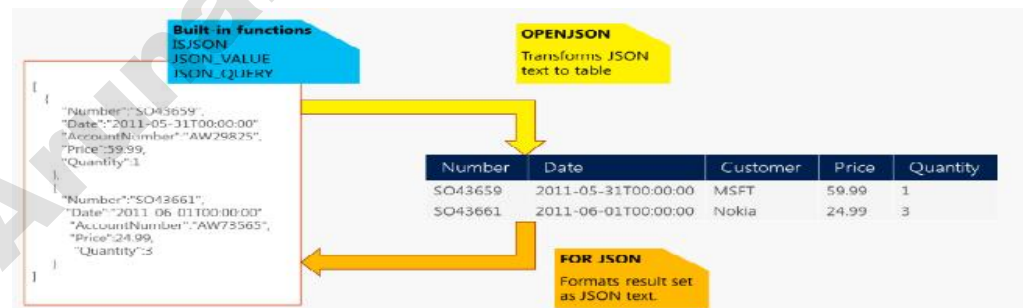 Built-in functions
ISJSON
JSON_VALUE
JSON_QUERY
OPENJSON
Transforms JSON
text to table
[
{
"Number":"SO43659",
"Date":"2011-05-31T00:00:00"
"AccountNumber":"AW29825",
"Price":59.99,
"Quantity":1
},
{
"Number":"SO43661",
"Date":"2011-06-01T00:00:00"
"AccountNumber":"AW73565",
"Price":24.99,
"Quantity":3
}
]
Number Date Customer Price Quantity
SO43659 2011-05-31T00:00:00 MSFT 59.99 1
SO43661 2011-06-01T00:00:00 Nokia 24.99 3
FOR JSON
Formats result set
as JSON text.